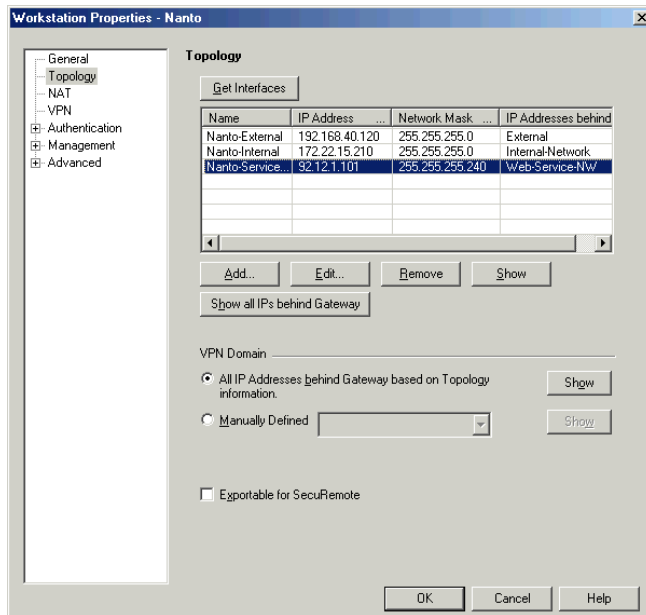 Workstation Properties - Nanto
General
Topology
NAT
VPN
Authentication
Management
Advanced
Topology
Get Interfaces
Name IP Address ... Network Mask ... IP Addresses behind
Nanto-External 192.168.40.120 255.255.255.0 External
Nanto-Internal 172.22.15.210 255.255.255.0 Internal-Network
Nanto-Service... 92.12.1.101 255.255.255.240 Web-Service-NW
Add... Edit... Remove Show
Show all IPs behind Gateway
VPN Domain
All IP Addresses behind Gateway based on Topology
information.
Show
Manually Defined
Show
Exportable for SecuRemote
OK Cancel Help